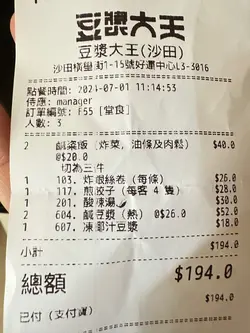 豆漿大王
豆漿大王(沙田)
沙田橫壆街1-15號好運中心L3-3016
點餐時間: 2021-07-01 11:14:53
侍應: manager
訂單編號: F55 [堂食]
人數: 3
2 鹹粢飯 (炸菜, 油條及肉鬆) $40.0
@$20.0
切為三件
1 103. 炸銀絲卷 (每條) $26.0
1 117. 煎餃子 (每客 4 隻) $28.0
1 201. 酸辣湯🌶 $30.0
2 604. 鹹豆漿 (熱) @$26.0 $52.0
1 607. 凍鄉汁豆漿 $18.0
小計 $194.0
總額 $194.0
$194.0
已付 (支付寶) $194.0